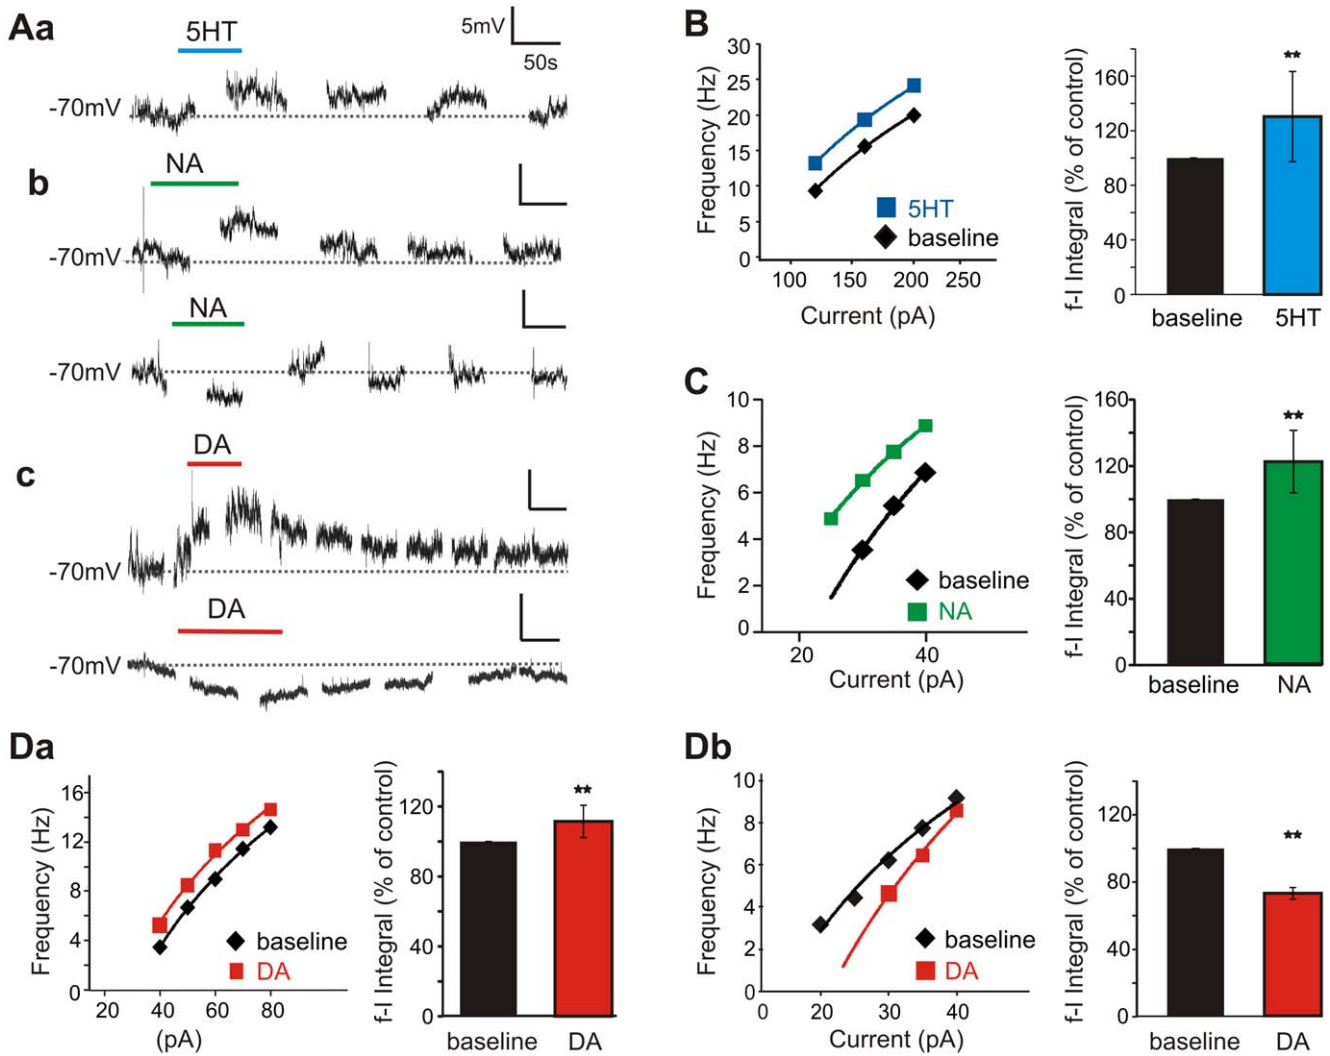 Aa
5HT
5mV
50s
-70mV
b
NA
-70mV
NA
-70mV
c
DA
-70mV
DA
-70mV
B
Frequency (Hz)
30
25
20
15
10
5
0
100 150 200 250
Current (pA)
5HT
baseline
f-I Integral (% of control)
160
120
80
40
0
**
baseline 5HT
C
Frequency (Hz)
10
8
6
4
2
0
20 40
Current (pA)
baseline
NA
f-I Integral (% of control)
160
120
80
40
0
**
baseline NA
Da
Frequency (Hz)
16
12
8
4
0
20 40 60 80
(pA)
baseline
DA
f-I Integral (% of control)
120
80
40
0
**
baseline DA
Db
Frequency (Hz)
10
8
6
4
2
0
0 20 30 40
Current (pA)
baseline
DA
f-I Integral (% of control)
120
80
40
0
**
baseline DA